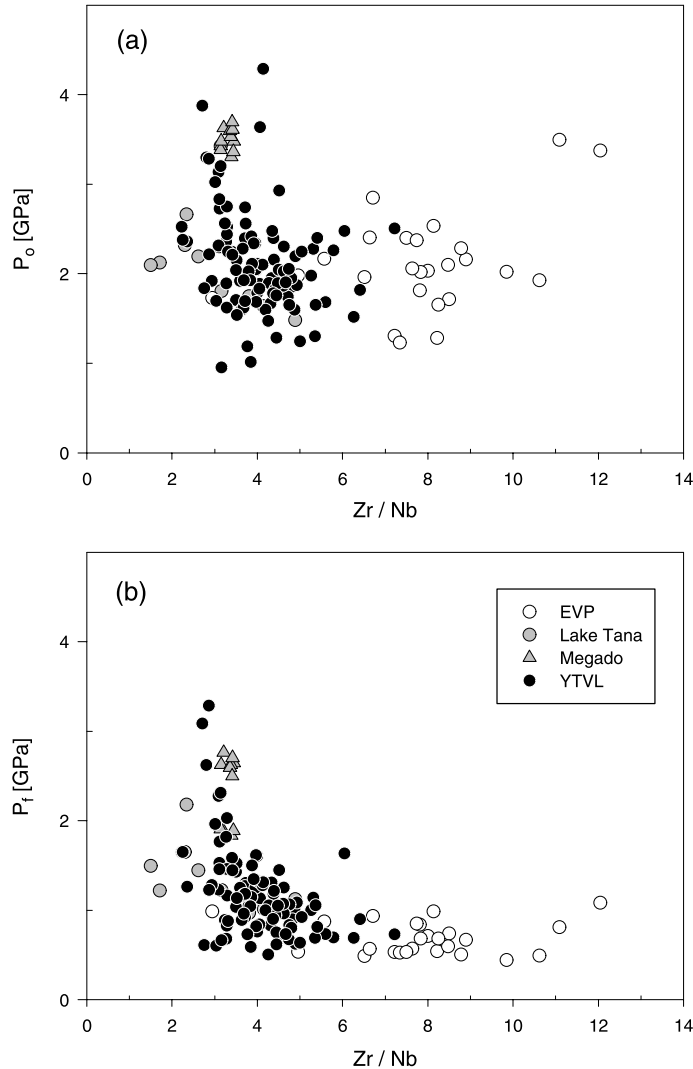 (a)
4
2
0
P_o [GPa]
0 2 4 6 8 10 12 14
Zr / Nb
(b)
EVP
Lake Tana
Megado
YTVL
4
2
0
P_f [GPa]
0 2 4 6 8 10 12 14
Zr / Nb